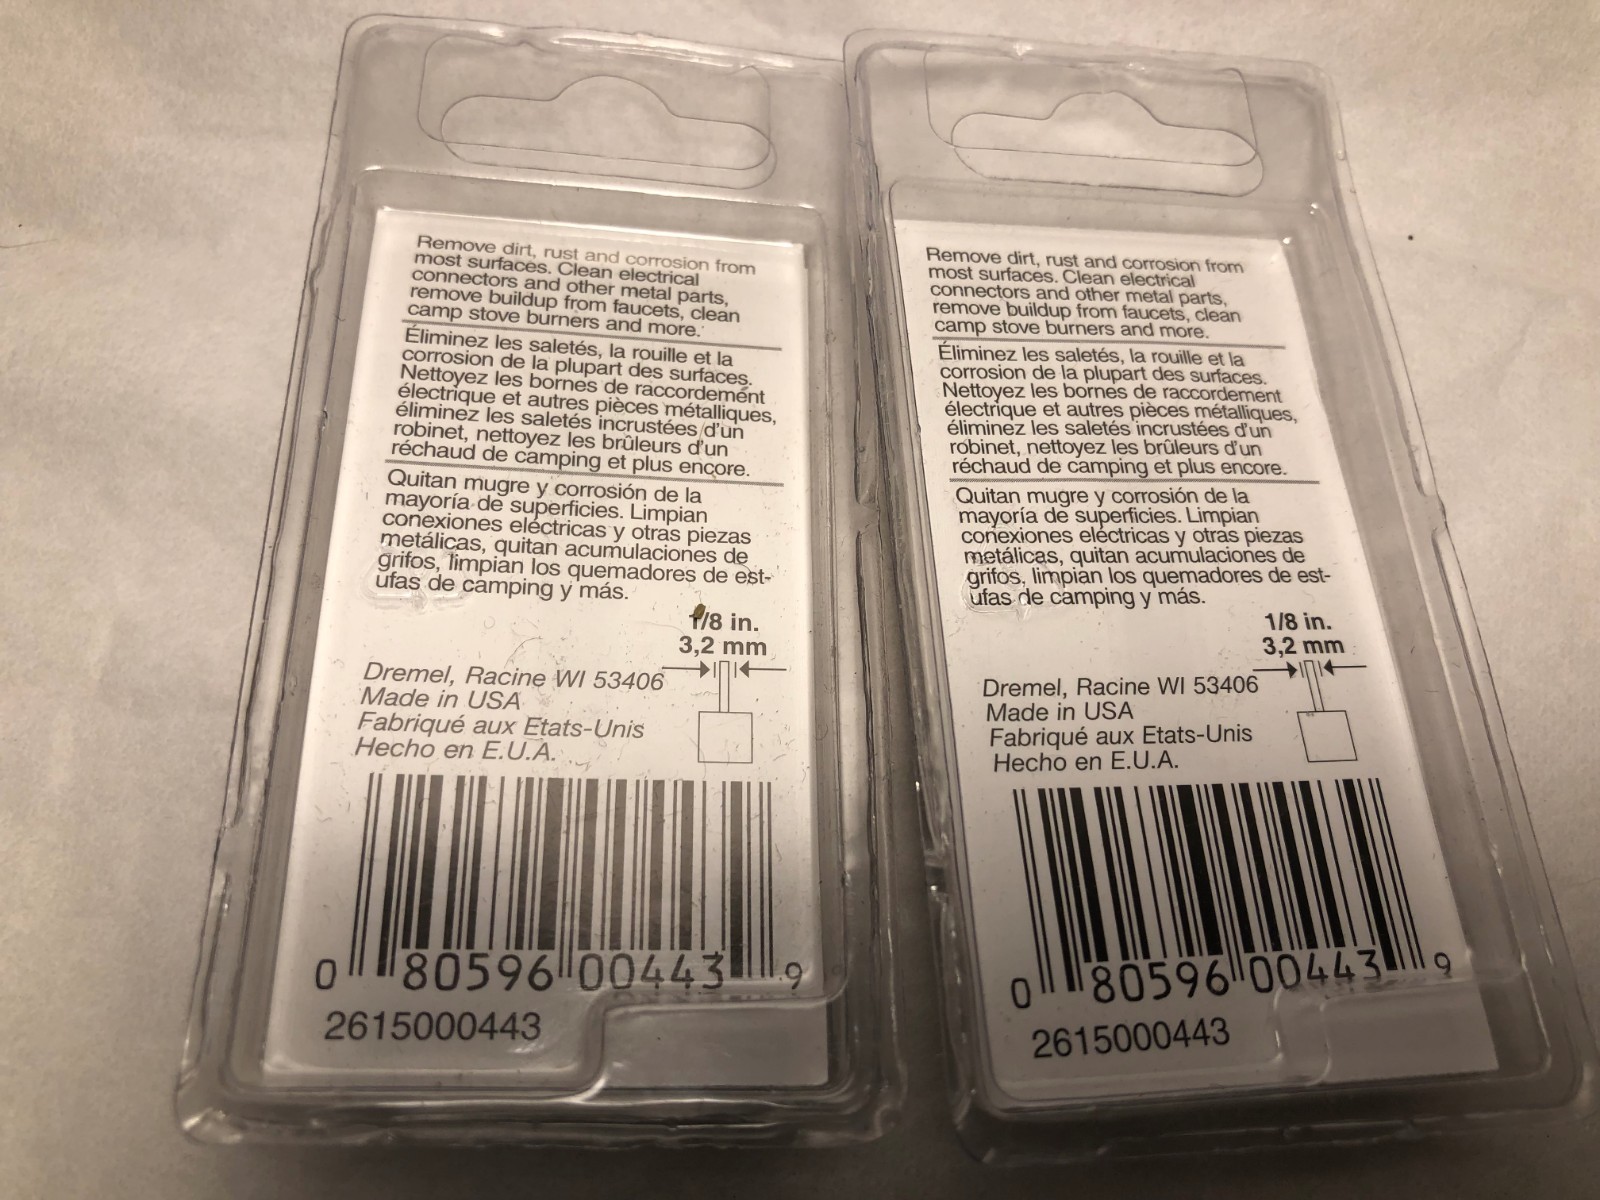 Remove dirt, rust and corrosion from
most surfaces. Clean electrical
connectors and other metal parts,
remove buildup from faucets, clean
camp stove burners and more.
Éliminez les saletés, la rouille et la
corrosion de la plupart des surfaces.
Nettoyez les bornes de raccordement
électrique et autres pièces métalliques,
éliminez les saletés incrustées d'un
robinet, nettoyez les brûleurs d'un
réchaud de camping et plus encore.
Quitan mugre y corrosión de la
mayoría de superficies. Limpian
conexiones eléctricas y otras piezas
metálicas, quitan acumulaciones de
grifos, limpian los quemadores de est-
ufas de camping y más.
1/8 in.
3,2 mm
Dremel, Racine WI 53406
Made in USA
Fabriqué aux Etats-Unis
Hecho en E.U.A.
0 80596 00443 9
2615000443
Remove dirt, rust and corrosion from
most surfaces. Clean electrical
connectors and other metal parts,
remove buildup from faucets, clean
camp stove burners and more.
Éliminez les saletés, la rouille et la
corrosion de la plupart des surfaces.
Nettoyez les bornes de raccordement
électrique et autres pièces métalliques,
éliminez les saletés incrustées d'un
robinet, nettoyez les brûleurs d'un
réchaud de camping et plus encore.
Quitan mugre y corrosión de la
mayoría de superficies. Limpian
conexiones eléctricas y otras piezas
metálicas, quitan acumulaciones de
grifos, limpian los quemadores de est-
ufas de camping y más.
1/8 in.
3,2 mm
Dremel, Racine WI 53406
Made in USA
Fabriqué aux Etats-Unis
Hecho en E.U.A.
0 80596 00443 9
2615000443